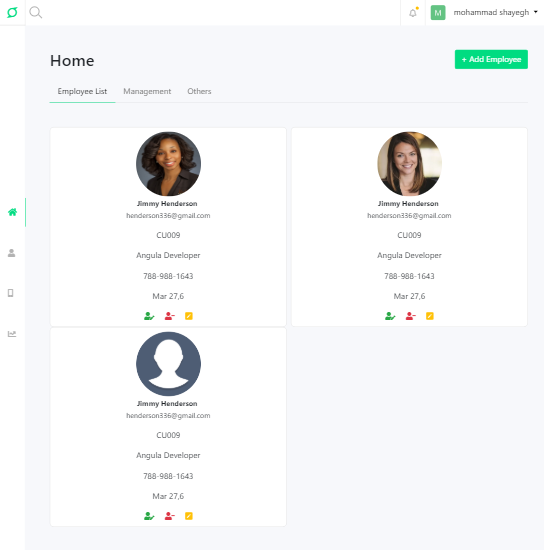 M mohammad shayegh
Home
+ Add Employee
Employee List Management Others
Jimmy Henderson
henderson336@gmail.com
CU009
Angula Developer
788-988-1643
Mar 27,6
Jimmy Henderson
henderson336@gmail.com
CU009
Angula Developer
788-988-1643
Mar 27,6
Jimmy Henderson
henderson336@gmail.com
CU009
Angula Developer
788-988-1643
Mar 27,6